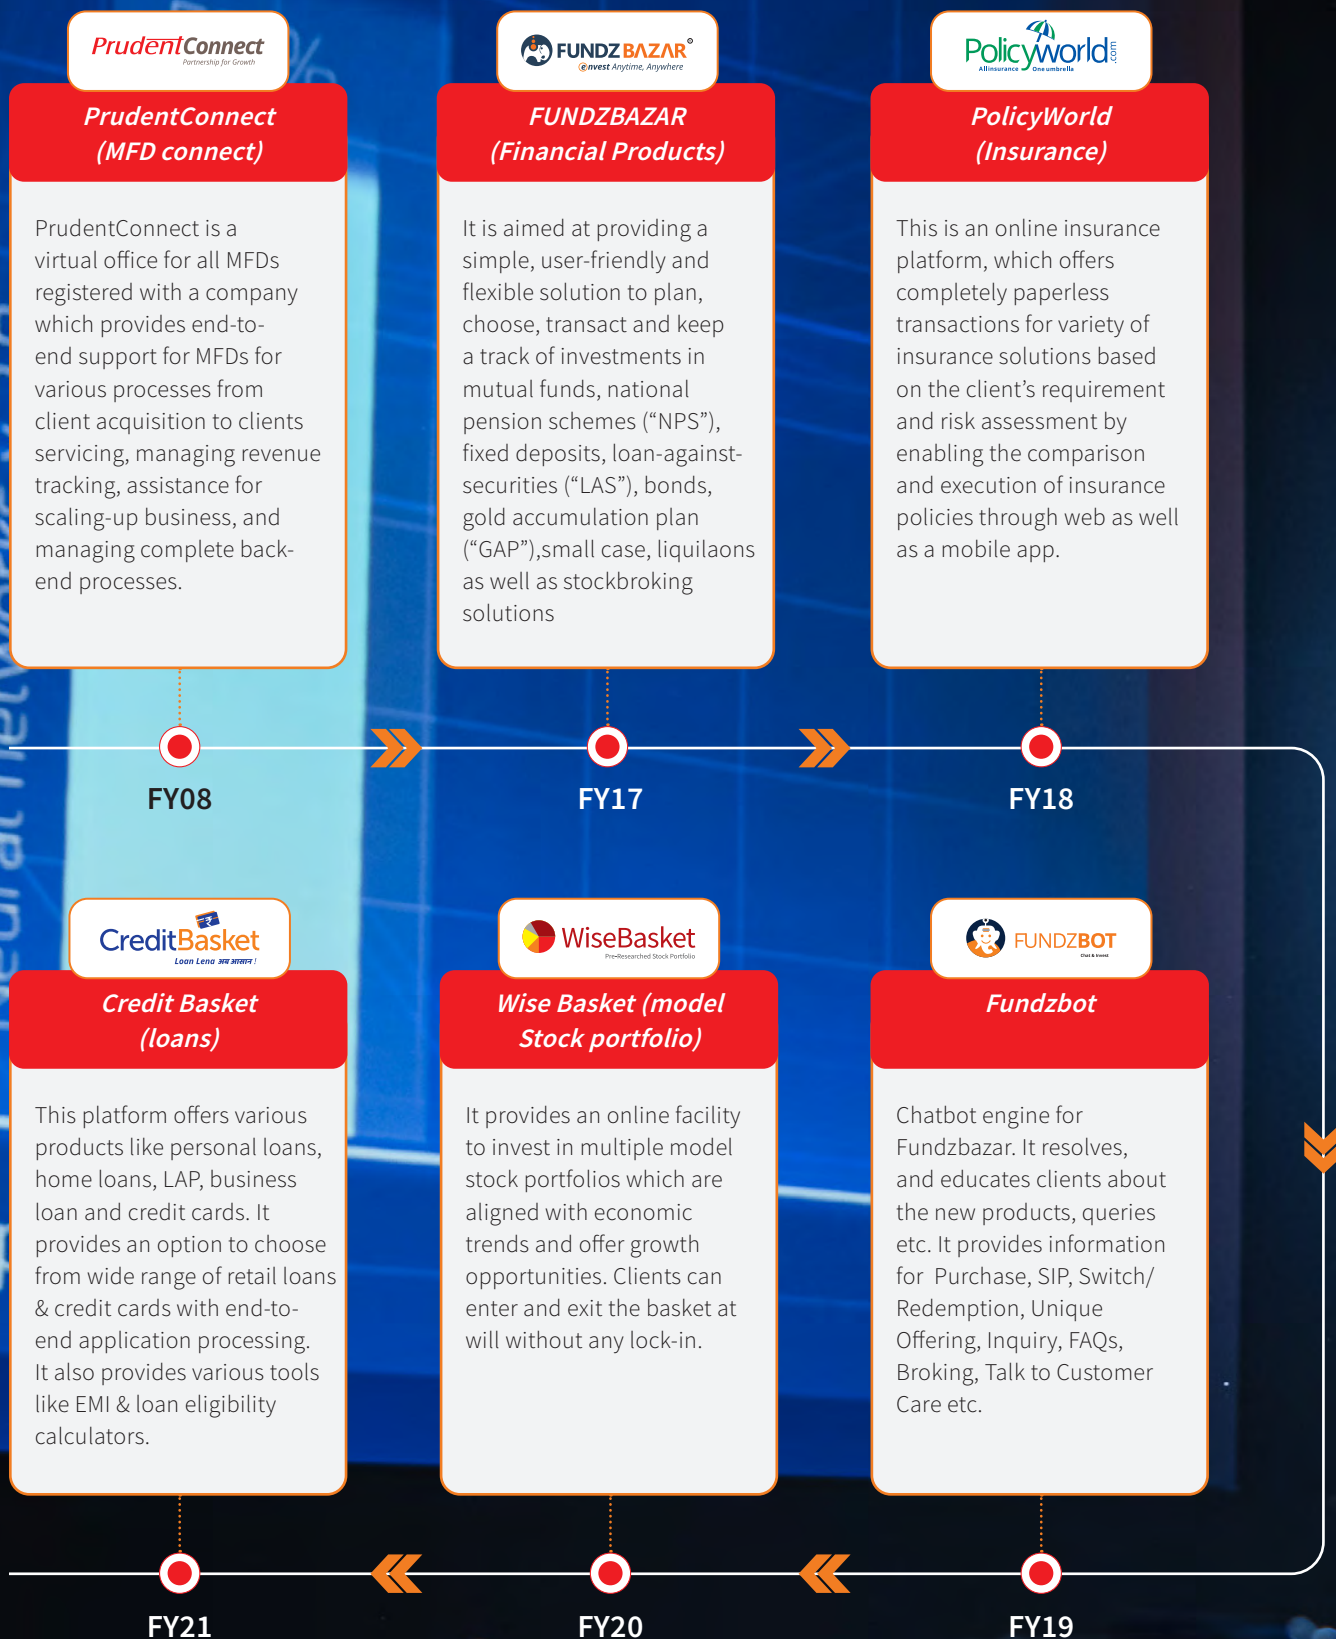 PrudentConnect
Partnership for Growth
PrudentConnect
(MFD connect)
PrudentConnect is a
virtual office for all MFDs
registered with a company
which provides end-to-
end support for MFDs for
various processes from
client acquisition to clients
servicing, managing revenue
tracking, assistance for
scaling-up business, and
managing complete back-
end processes.
FY08
FUNDZBAZAR®
@nvest Anytime, Anywhere
FUNDZBAZAR
(Financial Products)
It is aimed at providing a
simple, user-friendly and
flexible solution to plan,
choose, transact and keep
a track of investments in
mutual funds, national
pension schemes (“NPS”),
fixed deposits, loan-against-
securities (“LAS”), bonds,
gold accumulation plan
(“GAP”),small case, liquilaons
as well as stockbroking
solutions
FY17
Policyworld.com
Allinsurance Oneumbrella
PolicyWorld
(Insurance)
This is an online insurance
platform, which offers
completely paperless
transactions for variety of
insurance solutions based
on the client’s requirement
and risk assessment by
enabling the comparison
and execution of insurance
policies through web as well
as a mobile app.
FY18
CreditBasket
Loan Lena अब आसान !
Credit Basket
(loans)
This platform offers various
products like personal loans,
home loans, LAP, business
loan and credit cards. It
provides an option to choose
from wide range of retail loans
& credit cards with end-to-
end application processing.
It also provides various tools
like EMI & loan eligibility
calculators.
FY21
WiseBasket
Pre-Researched Stock Portfolio
Wise Basket (model
Stock portfolio)
It provides an online facility
to invest in multiple model
stock portfolios which are
aligned with economic
trends and offer growth
opportunities. Clients can
enter and exit the basket at
will without any lock-in.
FY20
FUNDZBOT
Chat & Invest
Fundzbot
Chatbot engine for
Fundzbazar. It resolves,
and educates clients about
the new products, queries
etc. It provides information
for Purchase, SIP, Switch/
Redemption, Unique
Offering, Inquiry, FAQs,
Broking, Talk to Customer
Care etc.
FY19